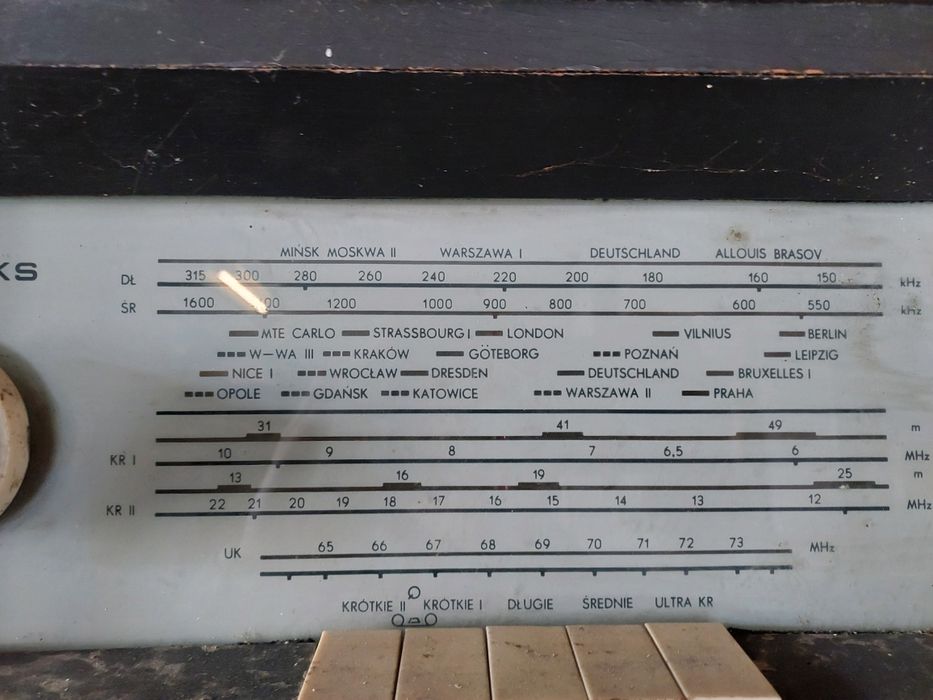 KS
MIŃSK MOSKWA II WARSZAWA I DEUTSCHLAND ALLOUIS BRASOV
DŁ 315 300 280 260 240 220 200 180 160 150 kHz
ŚR 1600 1200 1000 900 800 700 600 550 kHz
MTE CARLO STRASSBOURG I LONDON VILNIUS BERLIN
W-WA III KRAKÓW GÖTEBORG POZNAŃ LEIPZIG
NICE I WROCŁAW DRESDEN DEUTSCHLAND BRUXELLES I
OPOLE GDAŃSK KATOWICE WARSZAWA II PRAHA
31 41 49 m
KR I 10 9 8 7 6,5 6 MHz
13 16 19 25 m
KR II 22 21 20 19 18 17 16 15 14 13 12 MHz
UK 65 66 67 68 69 70 71 72 73 MHz
KRÓTKIE II KRÓTKIE I DŁUGIE ŚREDNIE ULTRA KR